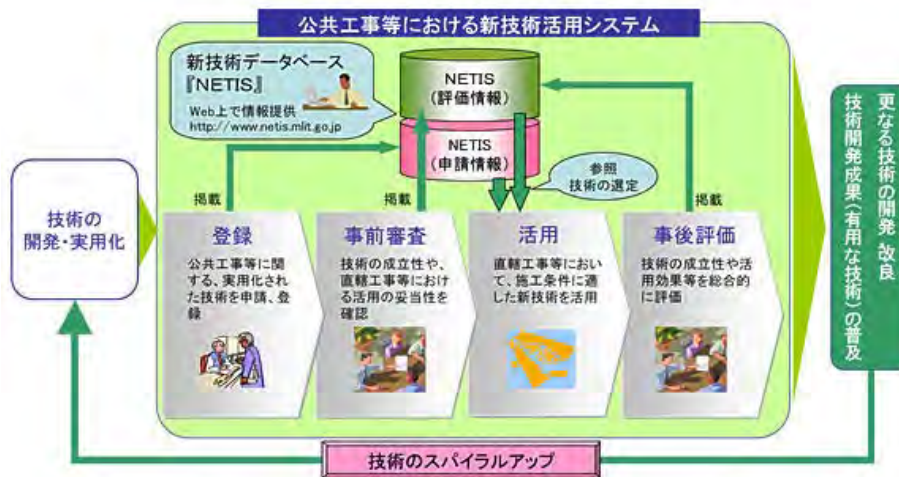 公共工事等における新技術活用システム
新技術データベース
『NETIS』
Web上で情報提供
http://www.netis.mlit.go.jp
NETIS
(評価情報)
NETIS
(申請情報)
参照
技術の選定
掲載
掲載
掲載
技術の
開発・実用化
登録
公共工事等に関
する、実用化され
た技術を申請、登
録
事前審査
技術の成立性や、
直轄工事等におけ
る活用の妥当性を
確認
活用
直轄工事等におい
て、施工条件に適
した新技術を活用
事後評価
技術の成立性や活
用効果等を総合的
に評価
更なる技術の開発 改良
技術開発成果(有用な技術)の普及
技術のスパイラルアップ